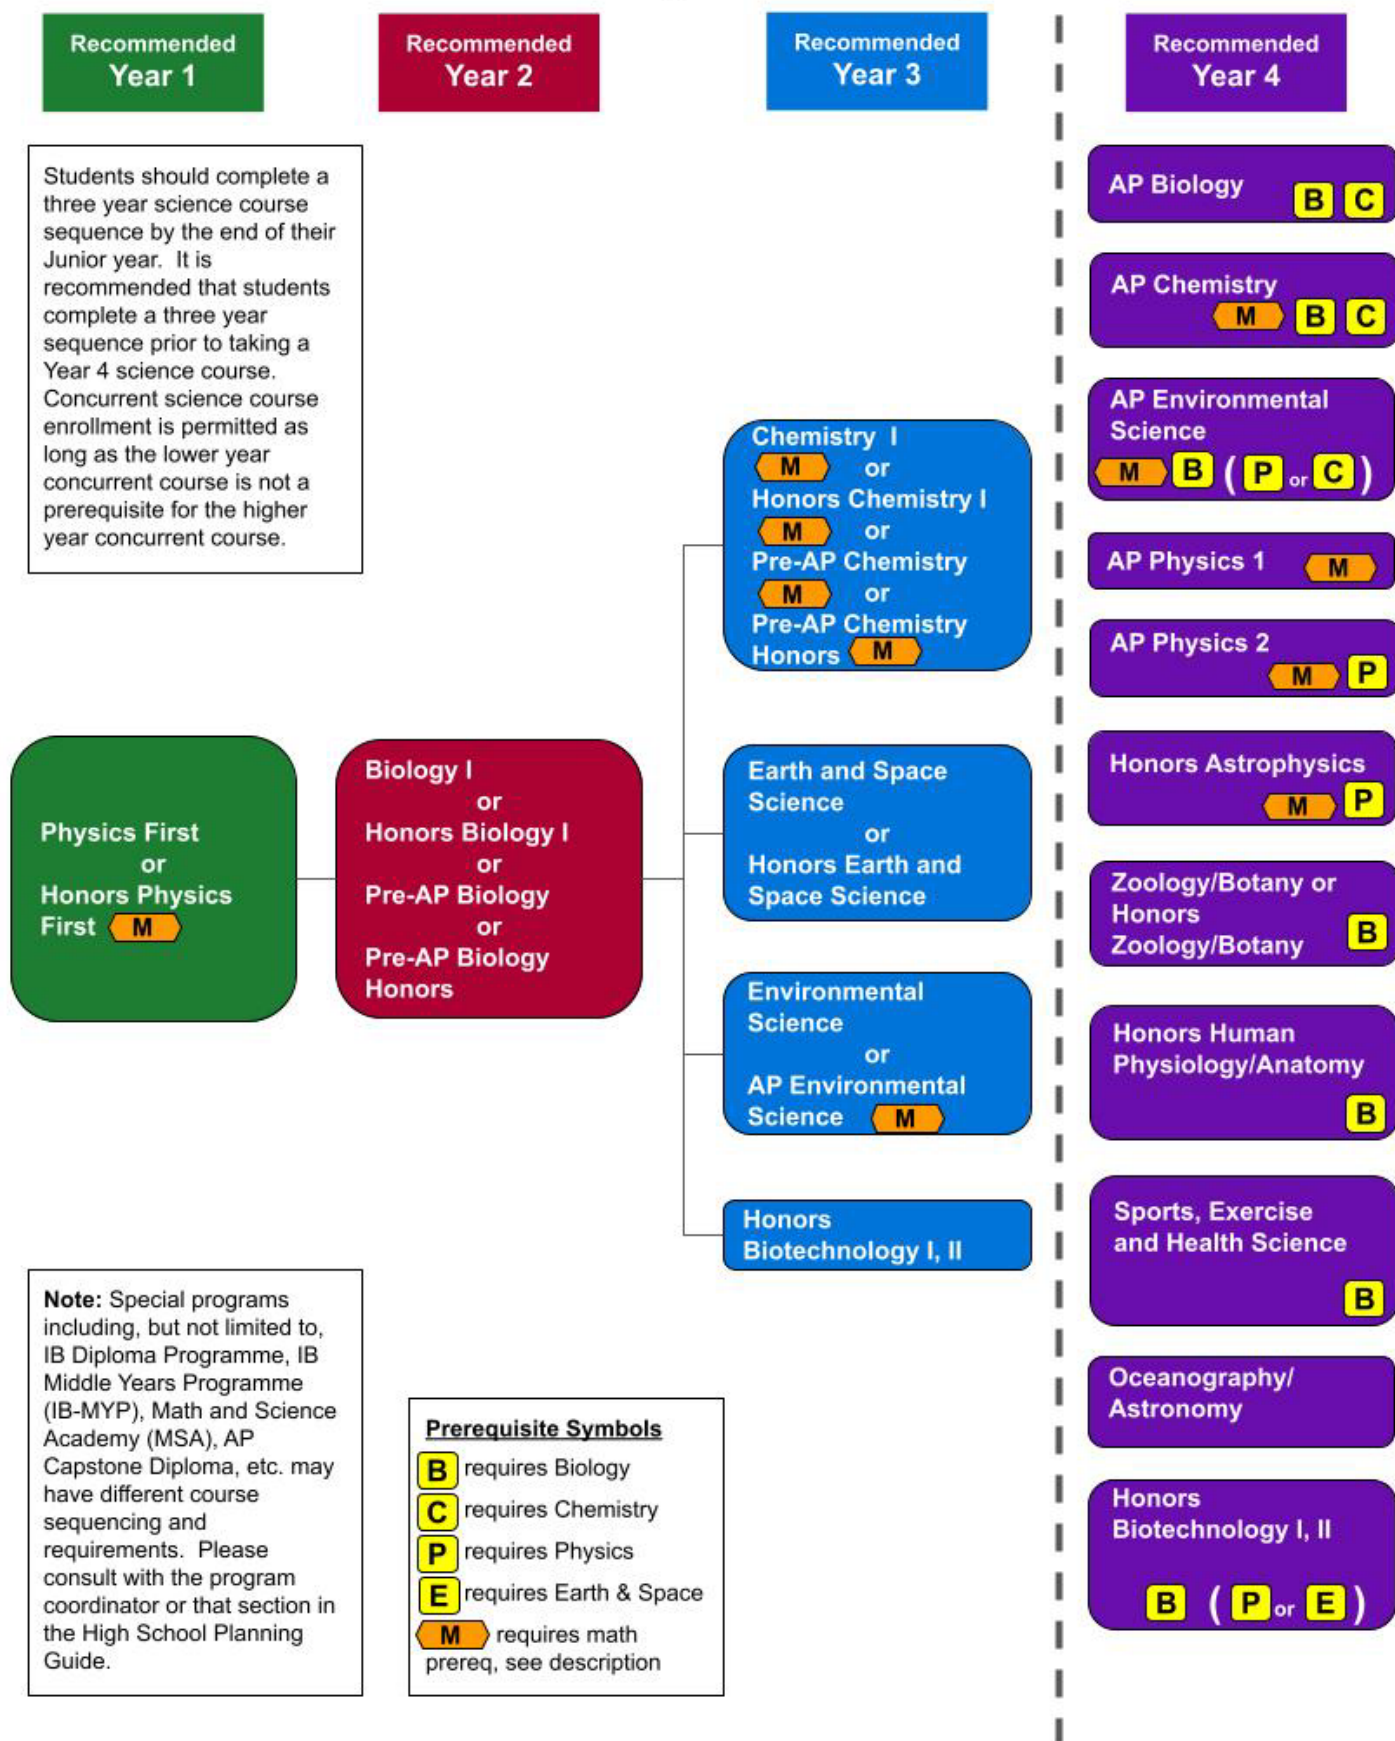 Recommended
Year 1
Recommended
Year 2
Recommended
Year 3
Recommended
Year 4
Students should complete a
three year science course
sequence by the end of their
Junior year.  It is
recommended that students
complete a three year
sequence prior to taking a
Year 4 science course.
Concurrent science course
enrollment is permitted as
long as the lower year
concurrent course is not a
prerequisite for the higher
year concurrent course.
Physics First
or
Honors Physics
First M
Biology I
or
Honors Biology I
or
Pre-AP Biology
or
Pre-AP Biology
Honors
Chemistry I
M or
Honors Chemistry I
M or
Pre-AP Chemistry
M or
Pre-AP Chemistry
Honors M
Earth and Space
Science
or
Honors Earth and
Space Science
Environmental
Science
or
AP Environmental
Science M
Honors
Biotechnology I, II
AP Biology
B C
AP Chemistry
M B C
AP Environmental
Science
M B ( P or C )
AP Physics 1 M
AP Physics 2
M P
Honors Astrophysics
M P
Zoology/Botany or
Honors
Zoology/Botany B
Honors Human
Physiology/Anatomy
B
Sports, Exercise
and Health Science
B
Oceanography/
Astronomy
Honors
Biotechnology I, II
B ( P or E )
Note: Special programs
including, but not limited to,
IB Diploma Programme, IB
Middle Years Programme
(IB-MYP), Math and Science
Academy (MSA), AP
Capstone Diploma, etc. may
have different course
sequencing and
requirements.  Please
consult with the program
coordinator or that section in
the High School Planning
Guide.
Prerequisite Symbols
B requires Biology
C requires Chemistry
P requires Physics
E requires Earth & Space
M requires math
prereq, see description